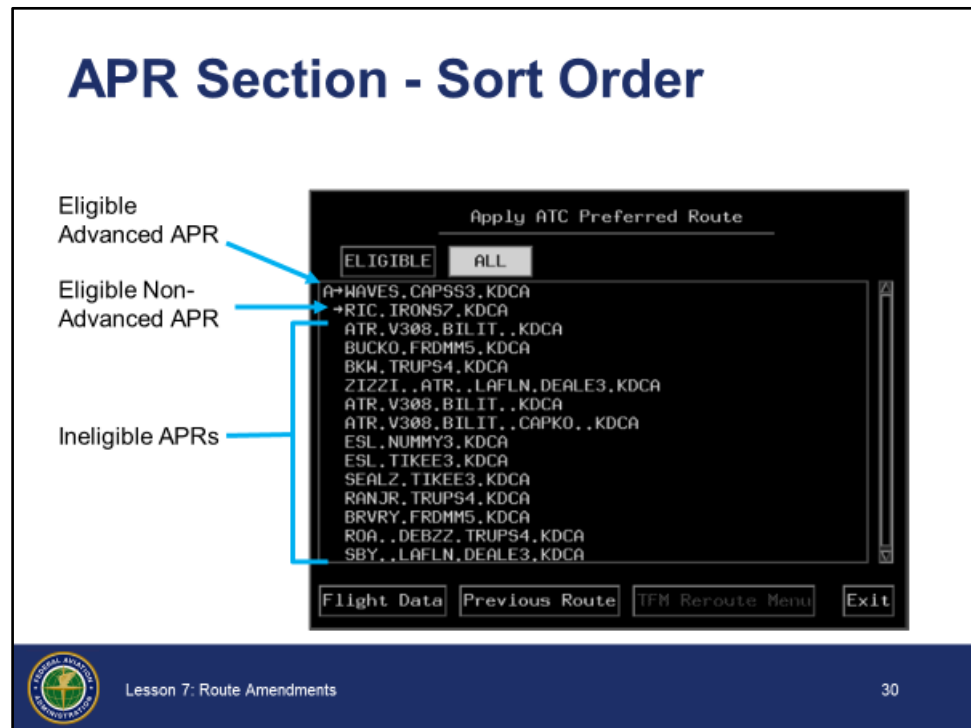 APR Section - Sort Order
Eligible
Advanced APR
Eligible Non-
Advanced APR
Ineligible APRs
Apply ATC Preferred Route
ELIGIBLE ALL
A→WAVES.CAPSS3.KDCA
→RIC.IRONS7.KDCA
ATR.V308.BILIT..KDCA
BUCKO.FRDMM5.KDCA
BKW.TRUPS4.KDCA
ZIZZI..ATR..LAFLN.DEALE3.KDCA
ATR.V308.BILIT..KDCA
ATR.V308.BILIT..CAPKO..KDCA
ESL.NUMMY3.KDCA
ESL.TIKEE3.KDCA
SEALZ.TIKEE3.KDCA
RANJR.TRUPS4.KDCA
BRVRY.FRDMM5.KDCA
ROA..DEBZZ.TRUPS4.KDCA
SBY..LAFLN.DEALE3.KDCA
Flight Data Previous Route TFM Reroute Menu Exit
FEDERAL AVIATION
ADMINISTRATION
Lesson 7: Route Amendments
30